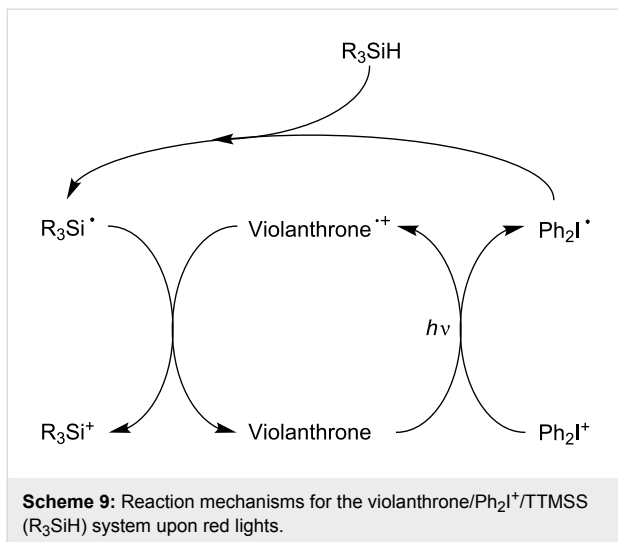 R₃SiH
R₃Si• Violanthrone•+ Ph₂I•
hν
R₃Si⁺ Violanthrone Ph₂I⁺
Scheme 9: Reaction mechanisms for the violanthrone/Ph₂I⁺/TTMSS
(R₃SiH) system upon red lights.